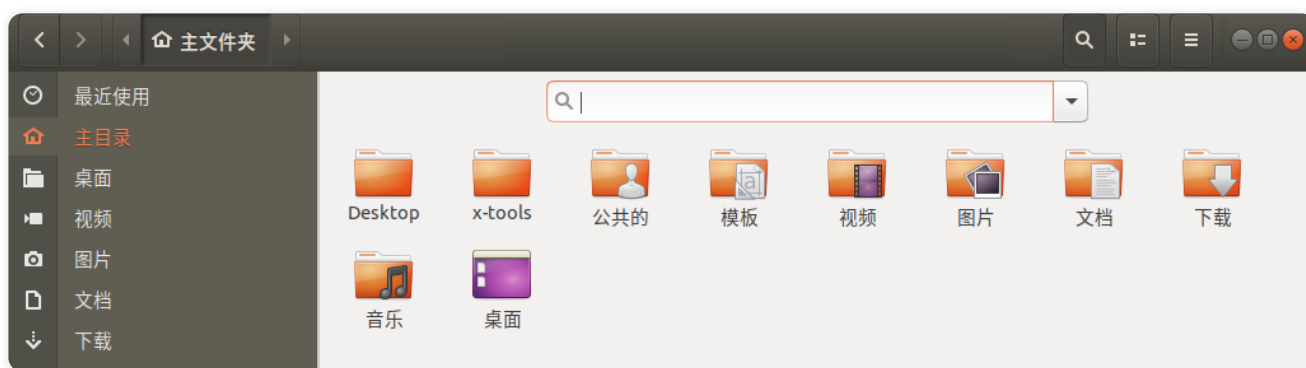 主文件夹
最近使用
主目录
桌面
视频
图片
文档
下载
Desktop x-tools 公共的 模板 视频 图片 文档 下载
音乐 桌面